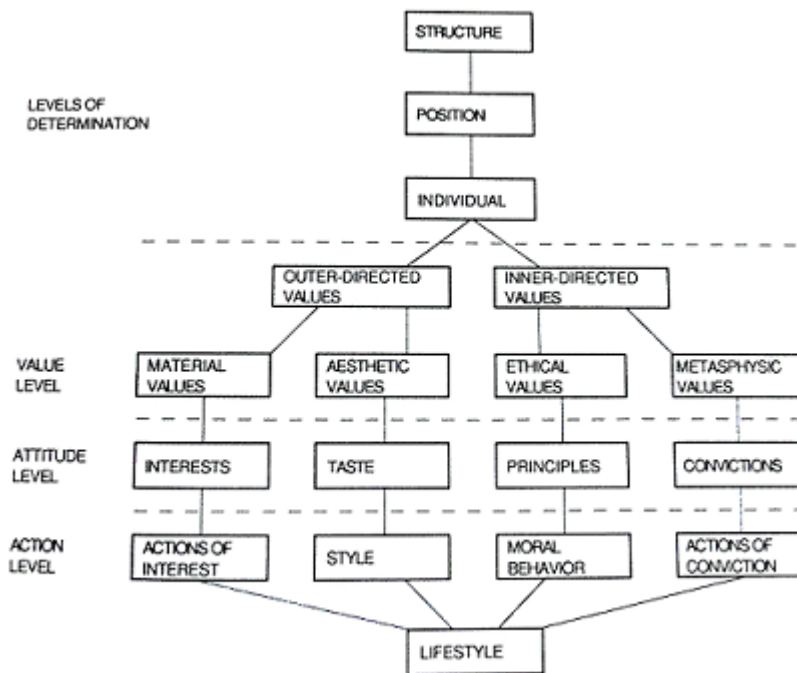 STRUCTURE
LEVELS OF
DETERMINATION
POSITION
INDIVIDUAL
OUTER-DIRECTED
VALUES
INNER-DIRECTED
VALUES
VALUE
LEVEL
MATERIAL
VALUES
AESTHETIC
VALUES
ETHICAL
VALUES
METAPHYSIC
VALUES
ATTITUDE
LEVEL
INTERESTS
TASTE
PRINCIPLES
CONVICTIONS
ACTION
LEVEL
ACTIONS OF
INTEREST
STYLE
MORAL
BEHAVIOR
ACTIONS OF
CONVICTION
LIFESTYLE